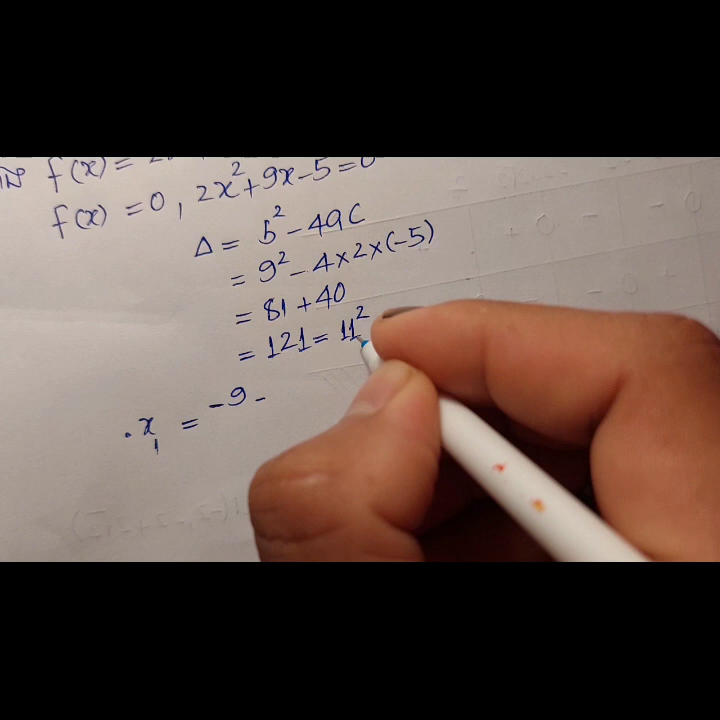 f(x) =
f(x) = 0, 2x²+9x-5=0
Δ = b² - 4ac
= 9² - 4×2×(-5)
= 81 + 40
= 121 = 11²
. x₁ = -9 -